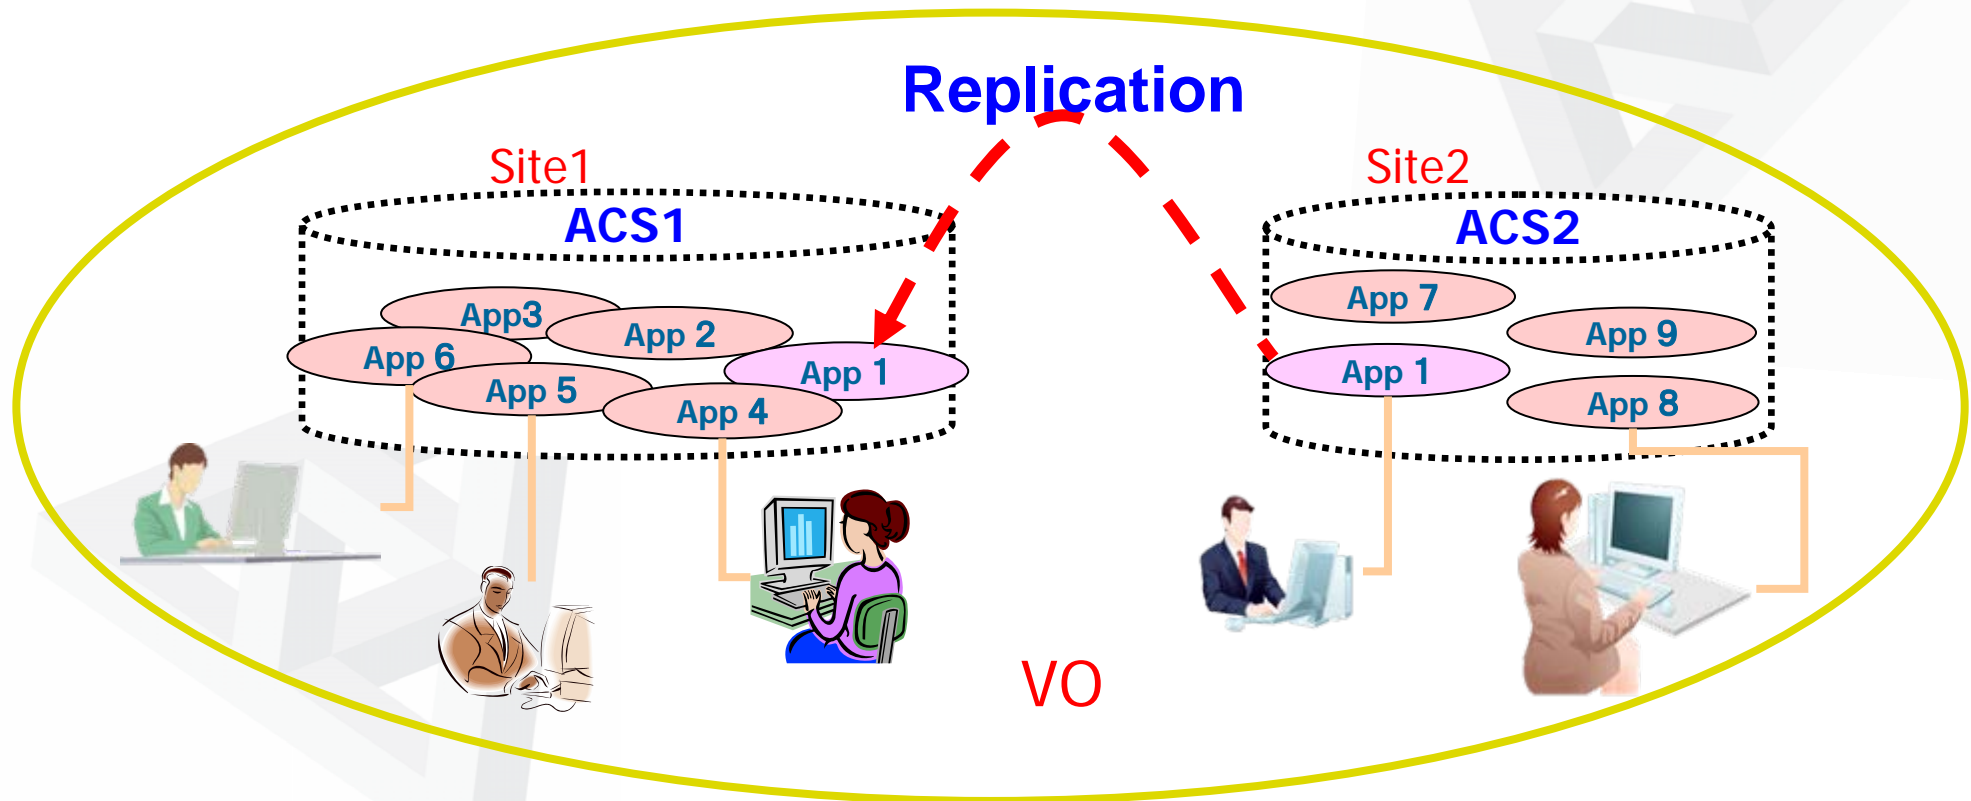 Replication
Site1
Site2
ACS1
ACS2
App3
App 2
App 6
App 1
App 5
App 4
App 7
App 9
App 1
App 8
VO